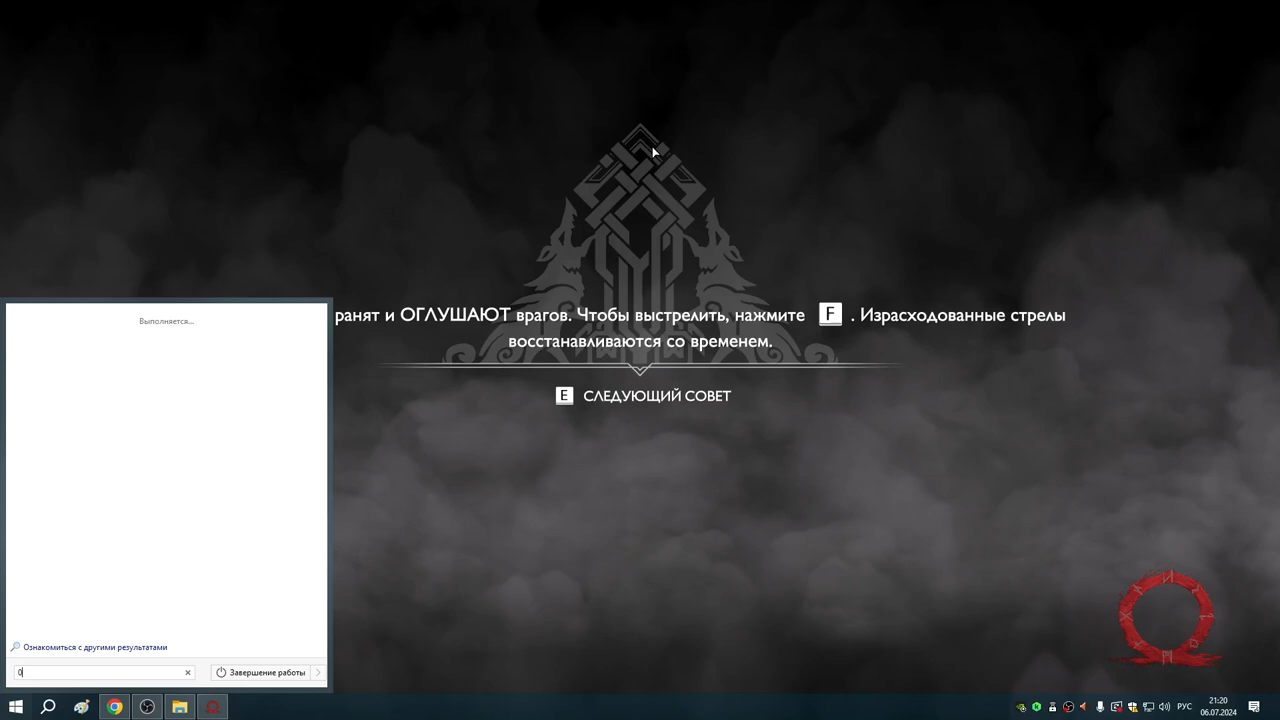 ранят и ОГЛУШАЮТ врагов. Чтобы выстрелить, нажмите F . Израсходованные стрелы
восстанавливаются со временем.
E СЛЕДУЮЩИЙ СОВЕТ
Выполняется...
Ознакомиться с другими результатами
0
Завершение работы
РУС
21:20
06.07.2024